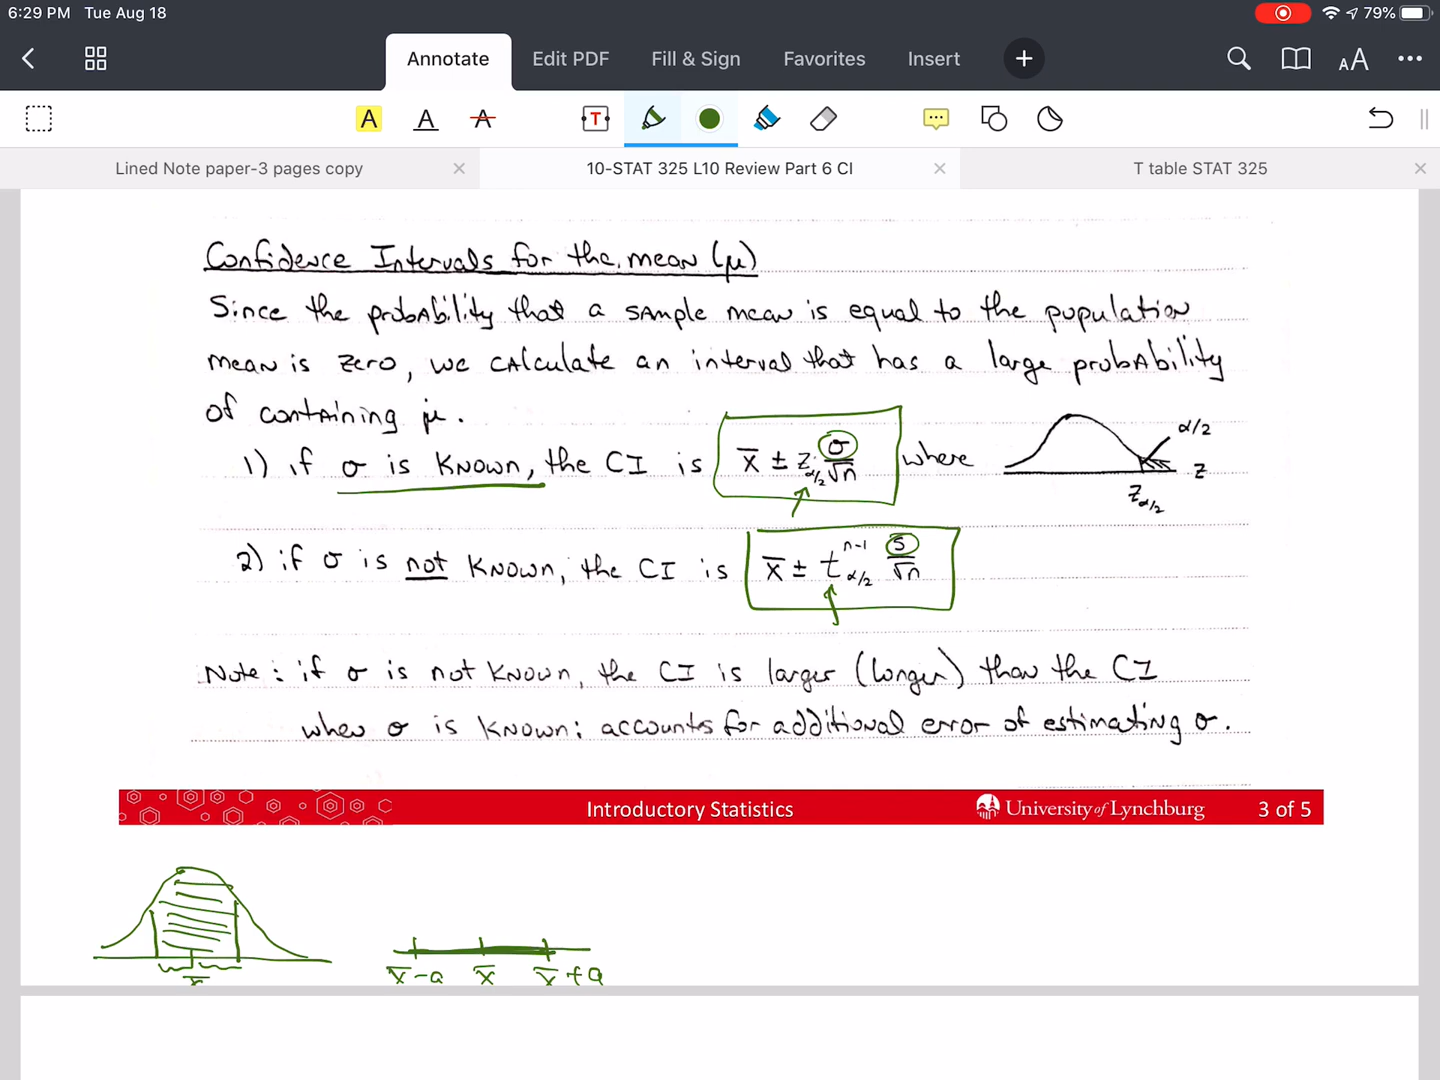 6:29 PM Tue Aug 18
79%
Annotate Edit PDF Fill & Sign Favorites Insert +
AA
A A A T
Lined Note paper-3 pages copy × 10-STAT 325 L10 Review Part 6 CI × T table STAT 325 ×
Confidence Intervals for the mean (μ)
Since the probability that a sample mean is equal to the population
mean is zero, we calculate an interval that has a large probability
of containing μ.
1) if σ is known, the CI is x̄ ± z_{α/2} σ/√n where
α/2
z
z_{α/2}
2) if σ is not known, the CI is x̄ ± t^{n-1}_{α/2} s/√n
Note: if σ is not known, the CI is larger (longer) than the CI
when σ is known: accounts for additional error of estimating σ.
Introductory Statistics University of Lynchburg 3 of 5
x̄
x̄-a x̄ x̄+a